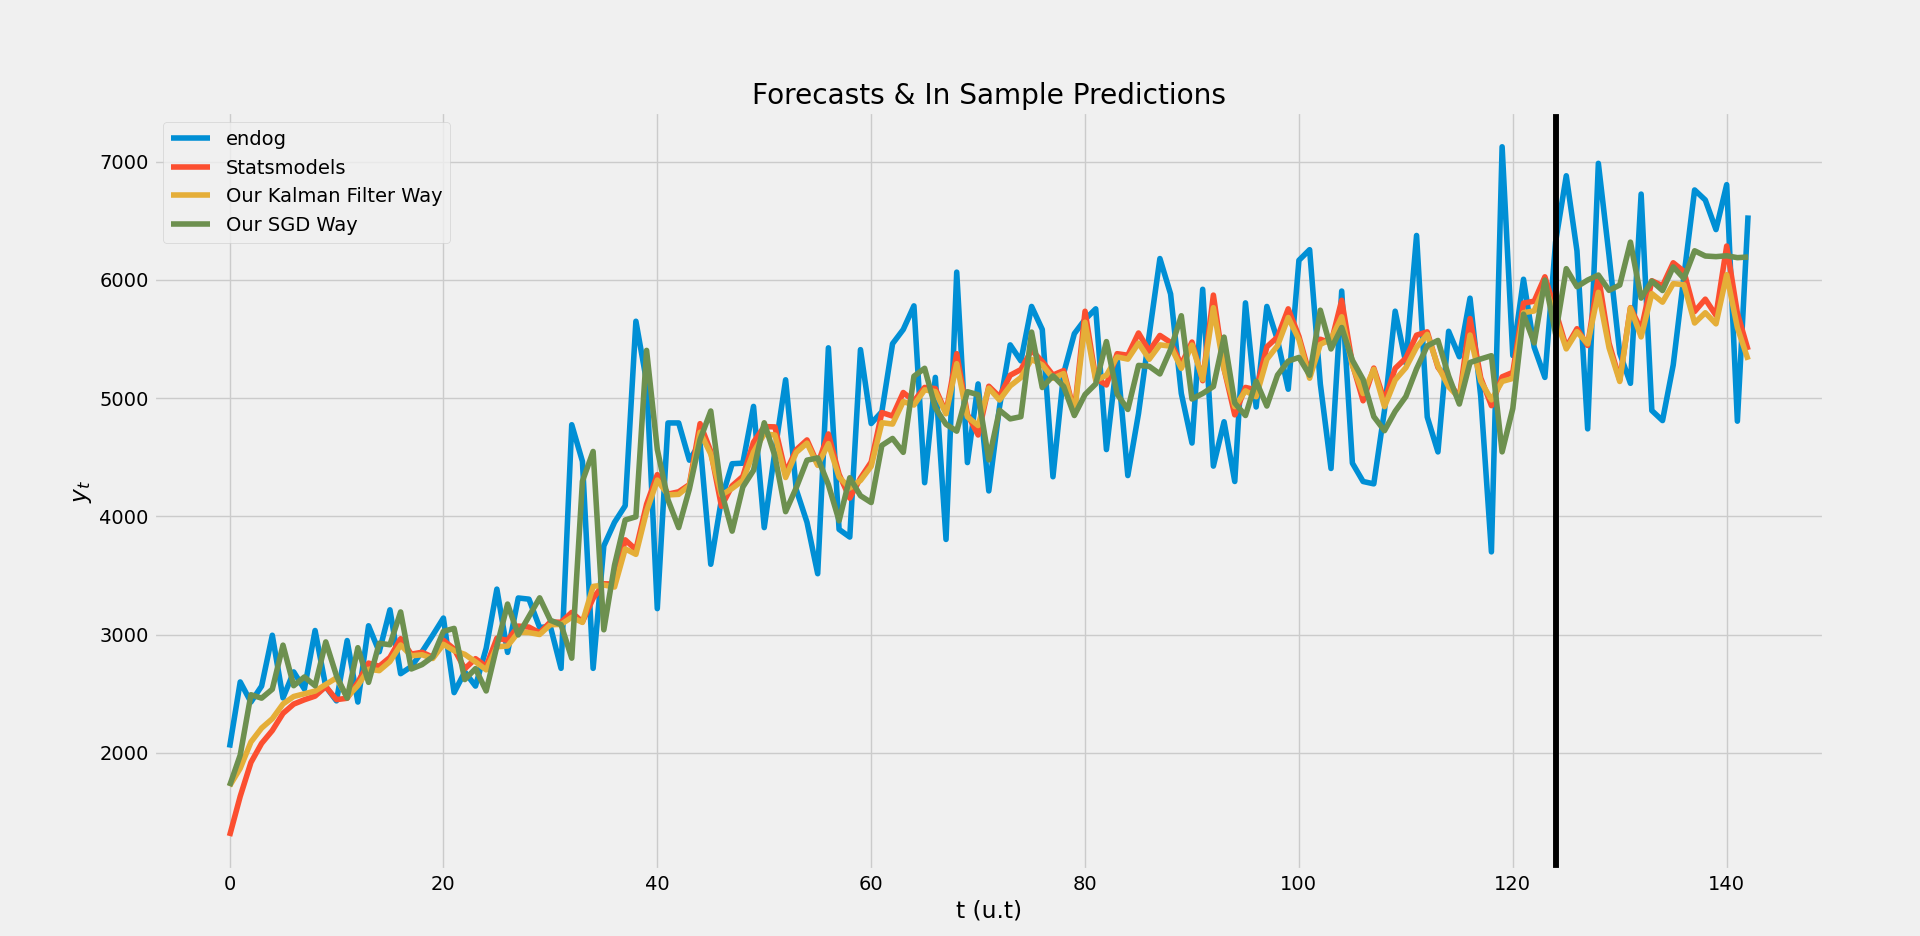 Forecasts & In Sample Predictions
endog
Statsmodels
Our Kalman Filter Way
Our SGD Way
7000
6000
5000
4000
3000
2000
yₜ
0 20 40 60 80 100 120 140
t (u.t)